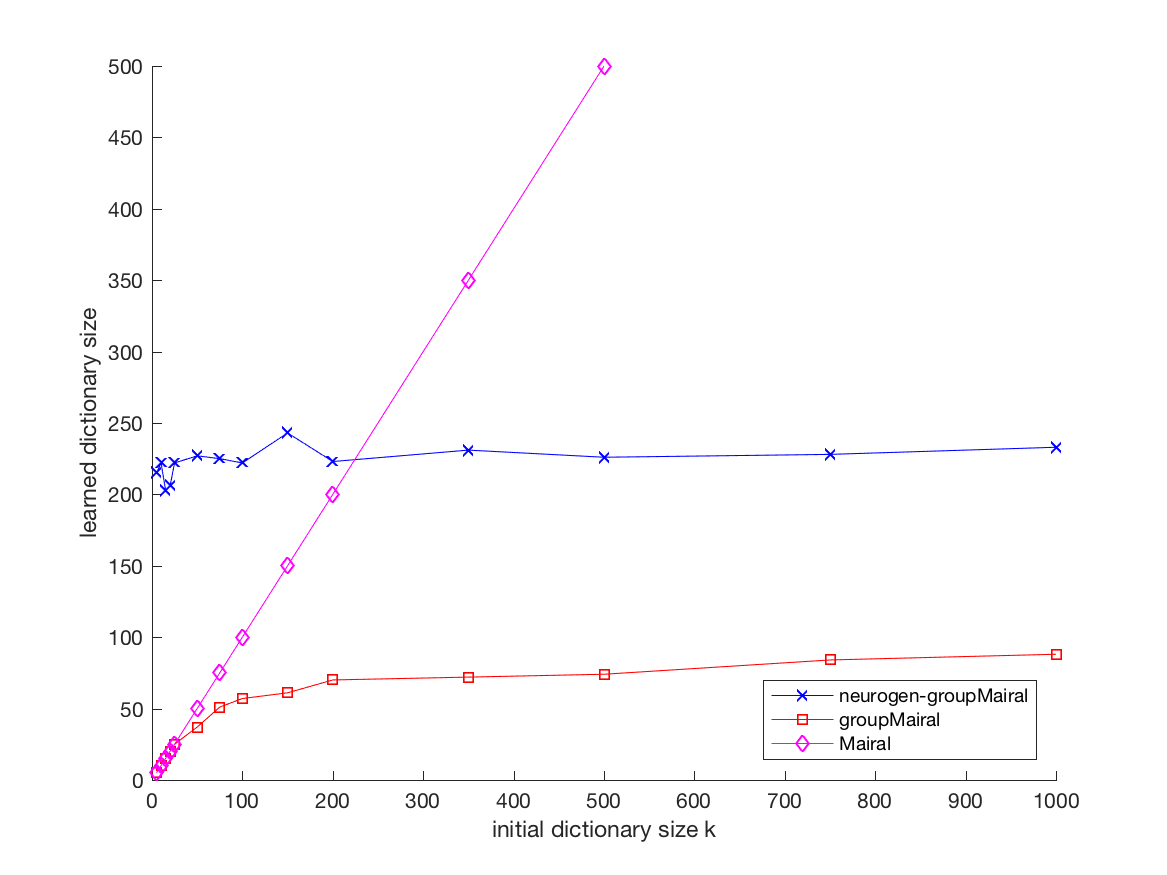 500
450
400
350
300
250
200
150
100
50
0
learned dictionary size
0 100 200 300 400 500 600 700 800 900 1000
initial dictionary size k
neurogen-groupMairal
groupMairal
Mairal